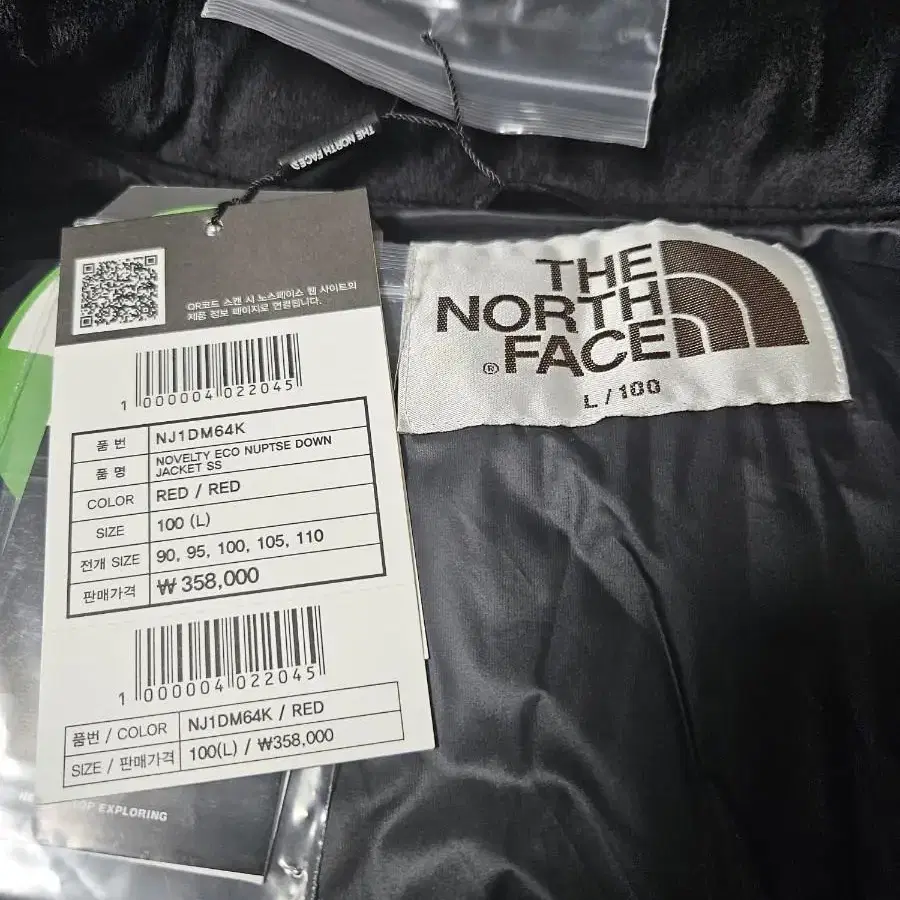 THE NORTH FACE
QR코드 스캔 시 노스페이스 웹 사이트의
제품 정보 페이지로 연결됩니다.
1 000004 022045
품 번 NJ1DM64K
품 명 NOVELTY ECO NUPTSE DOWN
JACKET SS
COLOR RED / RED
SIZE 100 (L)
전개 SIZE 90, 95, 100, 105, 110
판매가격 ₩ 358,000
1 000004 022045
품번 / COLOR NJ1DM64K / RED
SIZE / 판매가격 100(L) / ₩358,000
EXPLORING
THE
NORTH
® FACE
L / 100